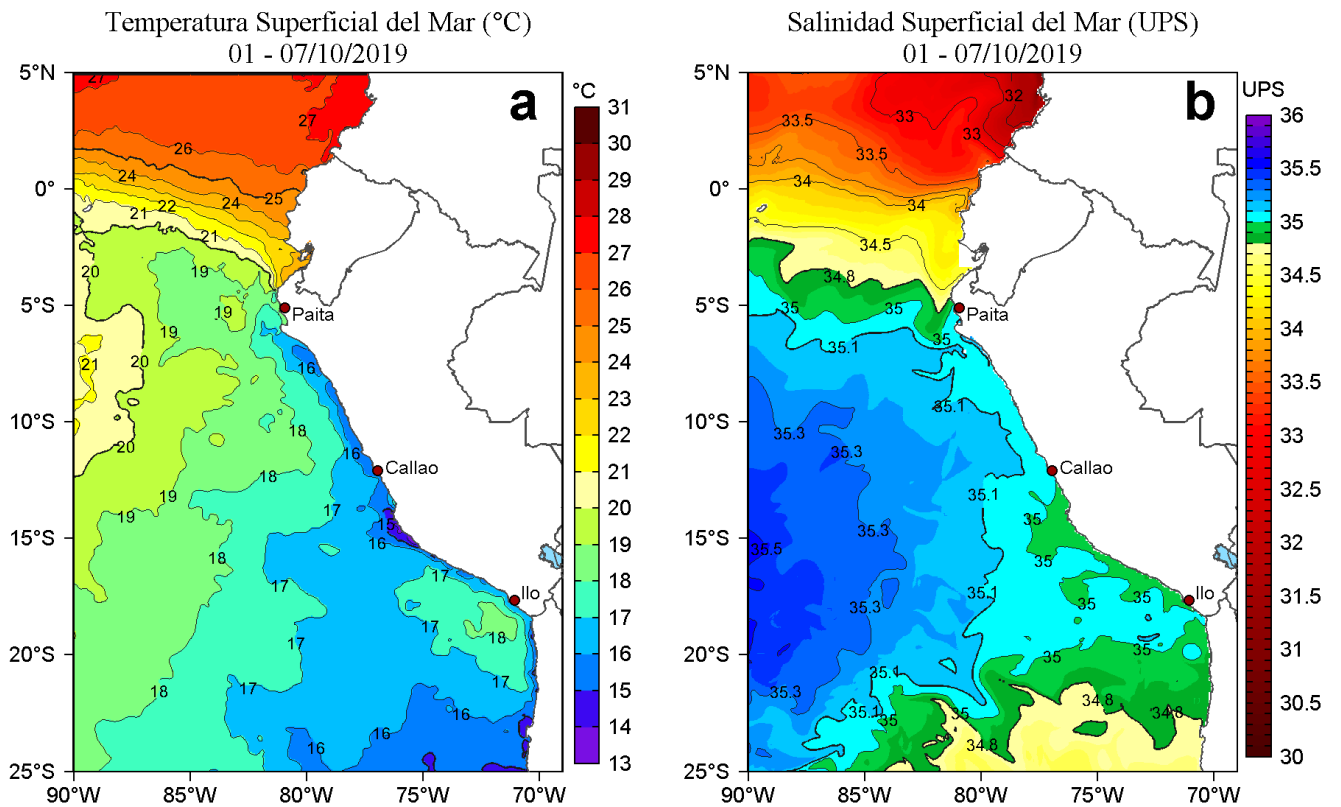 Temperatura Superficial del Mar (°C)
01 - 07/10/2019
Salinidad Superficial del Mar (UPS)
01 - 07/10/2019
a
b
°C
31
30
29
28
27
26
25
24
23
22
21
20
19
18
17
16
15
14
13
UPS
36
35.5
35
34.5
34
33.5
33
32.5
32
31.5
31
30.5
30
5°N
0°
5°S
10°S
15°S
20°S
25°S
90°W
85°W
80°W
75°W
70°W
5°N
0°
5°S
10°S
15°S
20°S
25°S
90°W
85°W
80°W
75°W
70°W
Paita
Callao
Ilo
Paita
Callao
Ilo
27
27
26
26
24
25
24
22
21
21
20
19
19
19
21
20
20
16
18
18
16
19
19
17
15
16
18
17
17
17
17
18
17
17
18
16
16
16
32
33
33
33.5
33.5
34
34
34.5
34.8
35
35
35
35.1
35.1
35.3
35.3
35.1
35
35.3
35.5
35
35.1
35.3
35
35
35
35
35.1
35.3
35.1
35
35
34.8
34.8
34.8